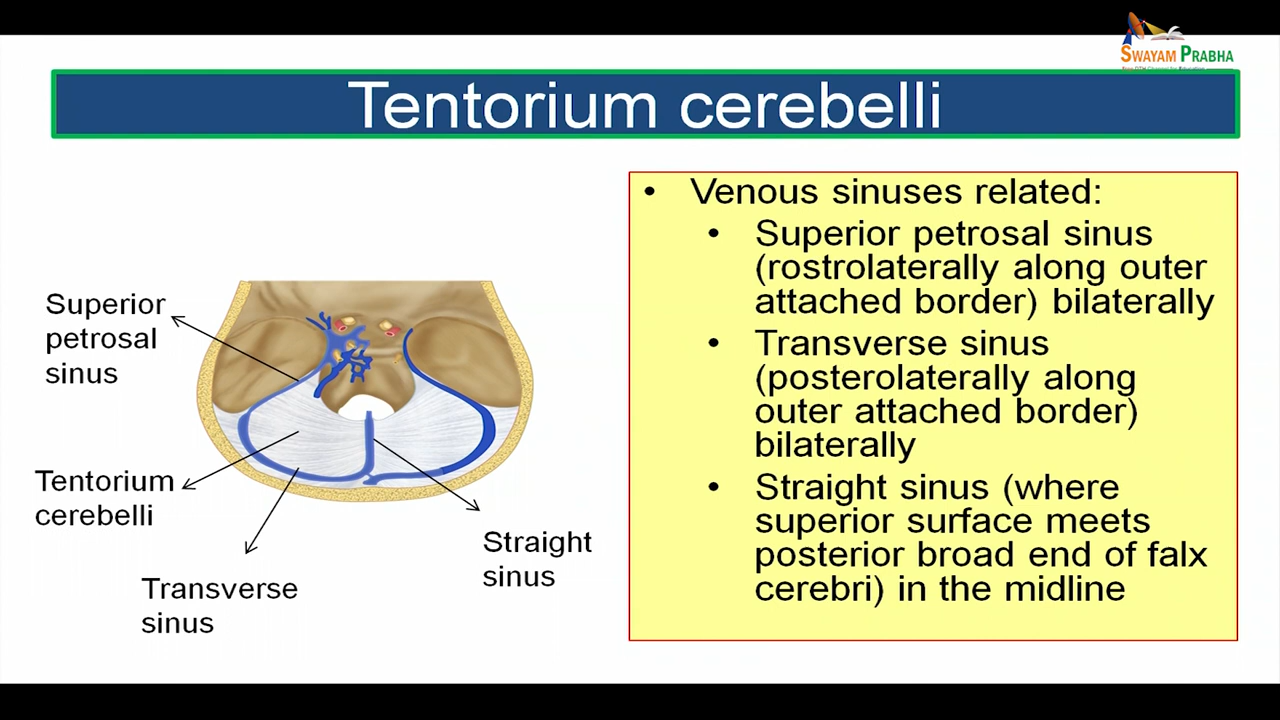 SWAYAM PRABHA
Tentorium cerebelli
Superior
petrosal
sinus
Tentorium
cerebelli
Transverse
sinus
Straight
sinus
• Venous sinuses related:
• Superior petrosal sinus
(rostrolaterally along outer
attached border) bilaterally
• Transverse sinus
(posterolaterally along
outer attached border)
bilaterally
• Straight sinus (where
superior surface meets
posterior broad end of falx
cerebri) in the midline